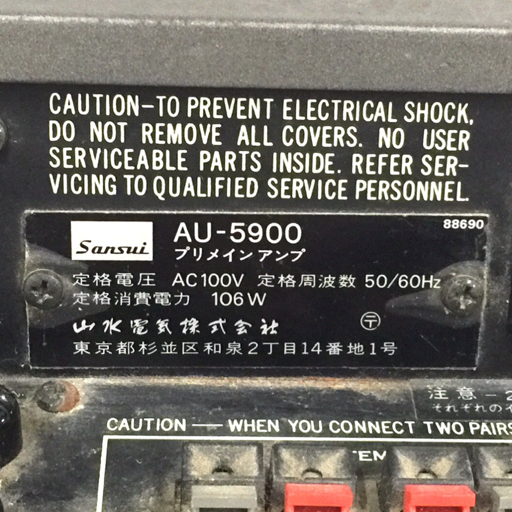 CAUTION-TO PREVENT ELECTRICAL SHOCK,
DO NOT REMOVE ALL COVERS. NO USER
SERVICEABLE PARTS INSIDE. REFER SER-
VICING TO QUALIFIED SERVICE PERSONNEL.
88690
Sansui AU-5900
プリメインアンプ
定格電圧 AC100V 定格周波数 50/60Hz
定格消費電力 106W
山水電気株式会社 〒
東京都杉並区和泉2丁目14番地1号
注意-2
それぞれの
CAUTION — WHEN YOU CONNECT TWO PAIRS